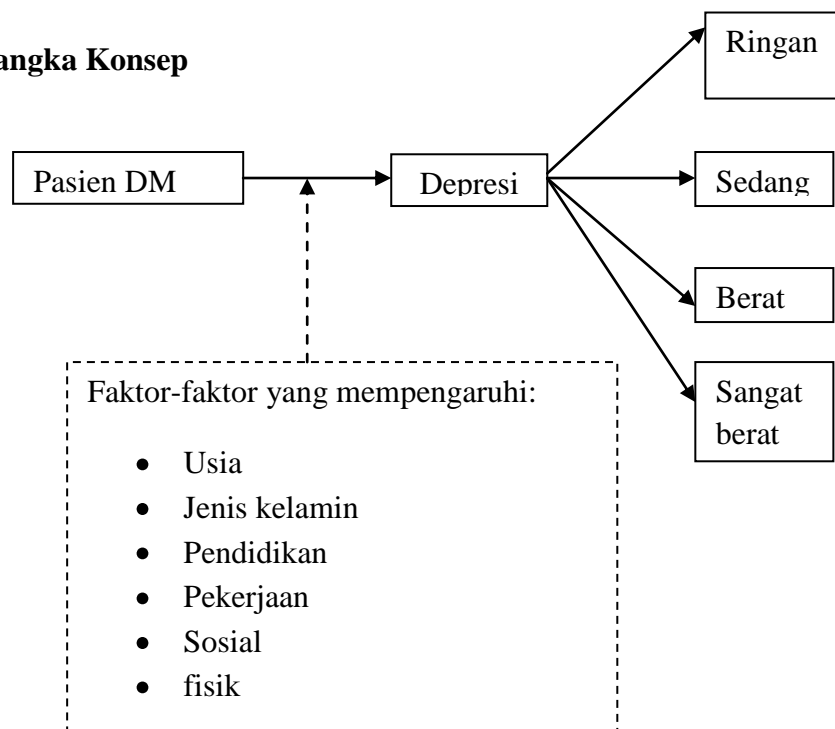 angka Konsep
Ringan
Pasien DM
Depresi
Sedang
Berat
Sangat
berat
Faktor-faktor yang mempengaruhi:
• Usia
• Jenis kelamin
• Pendidikan
• Pekerjaan
• Sosial
• fisik